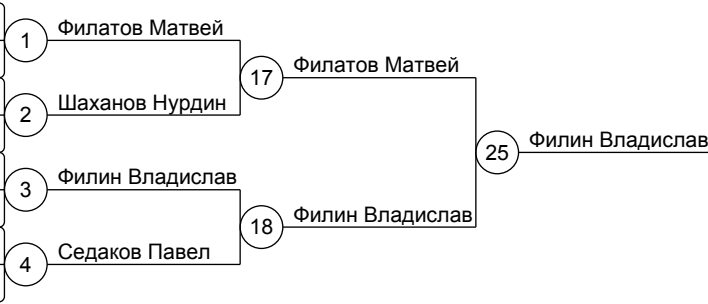 1
Филатов Матвей
17
Филатов Матвей
2
Шаханов Нурдин
25
Филин Владислав
3
Филин Владислав
18
Филин Владислав
4
Седаков Павел